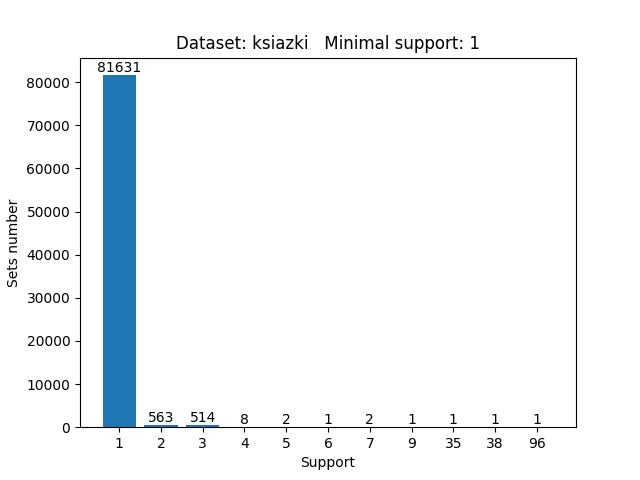 Dataset: ksiazki   Minimal support: 1
81631
80000
70000
60000
50000
40000
30000
20000
10000
0
Sets number
563 514 8 2 1 2 1 1 1 1
1 2 3 4 5 6 7 9 35 38 96
Support